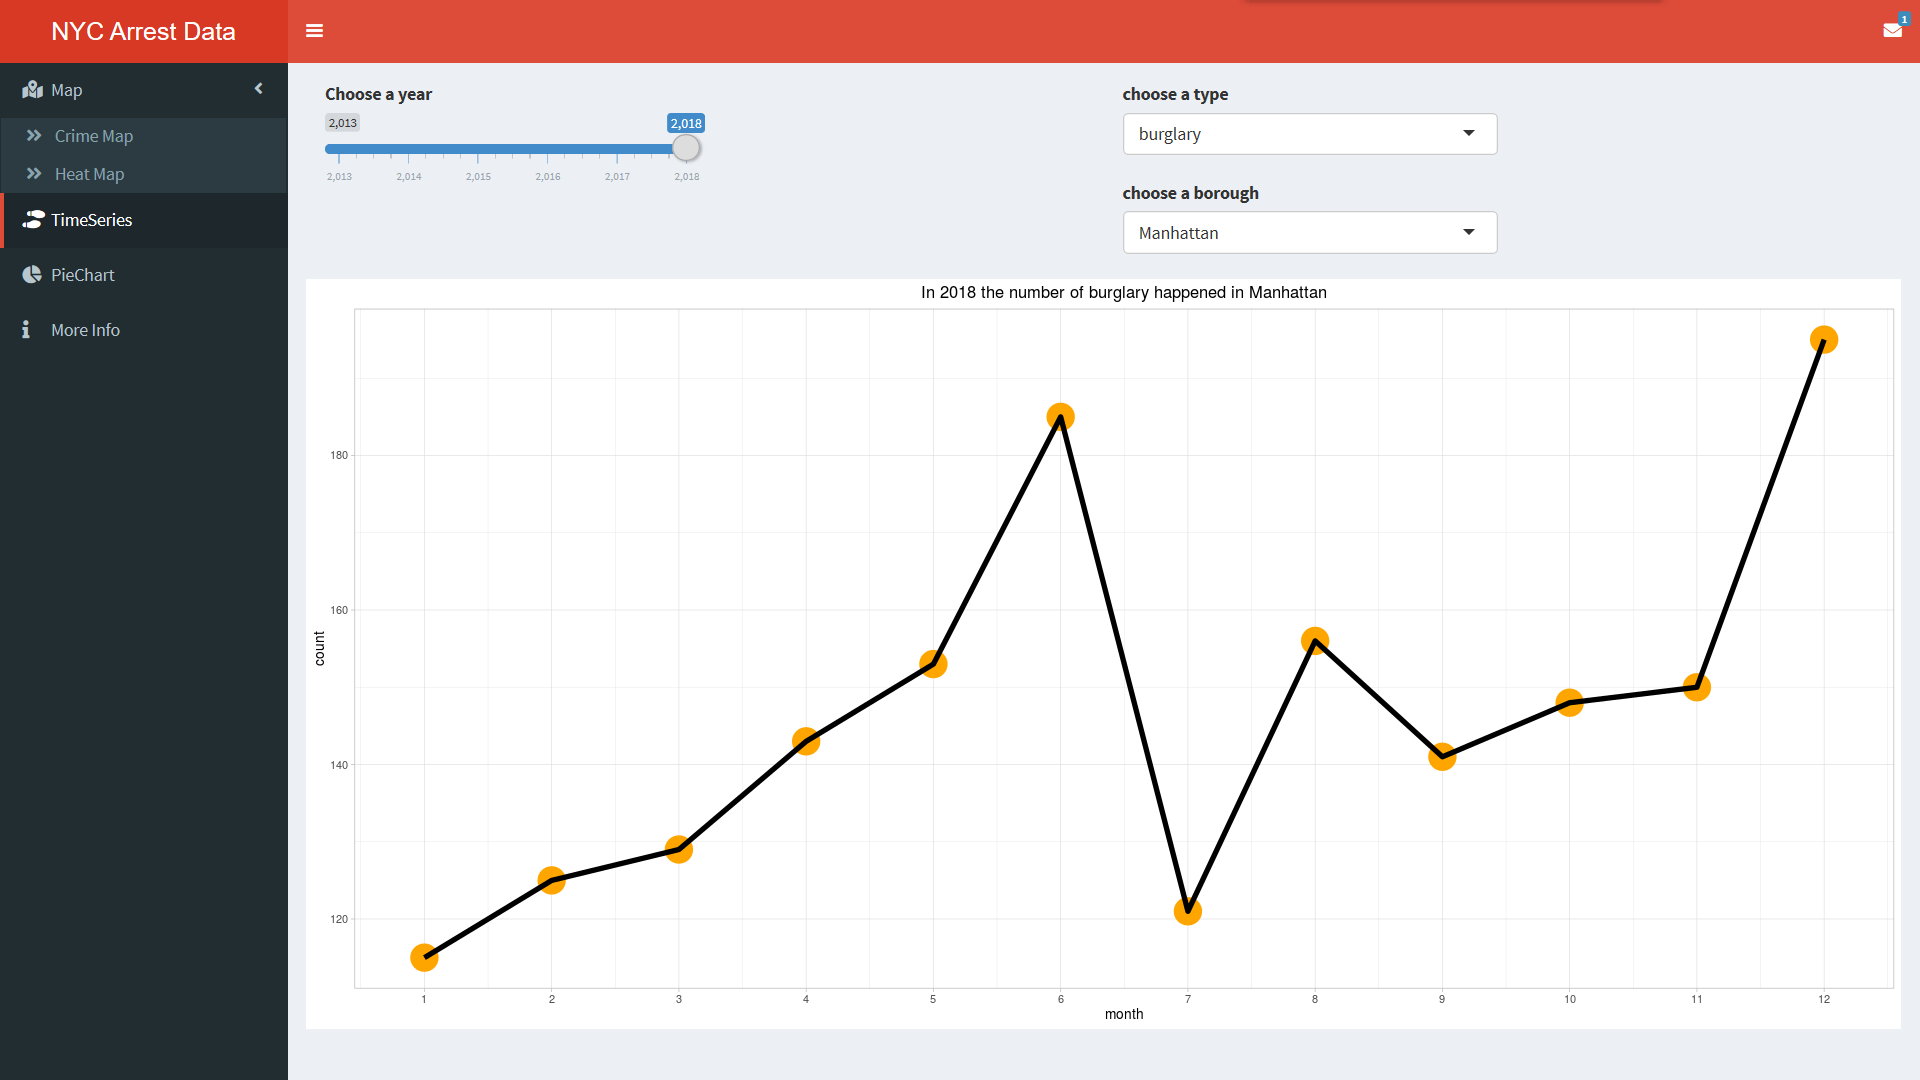 NYC Arrest Data
1
Map
Crime Map
Heat Map
TimeSeries
PieChart
More Info
Choose a year
2,013
2,018
2,013 2,014 2,015 2,016 2,017 2,018
choose a type
burglary
choose a borough
Manhattan
In 2018 the number of burglary happened in Manhattan
180
160
140
120
count
1 2 3 4 5 6 7 8 9 10 11 12
month